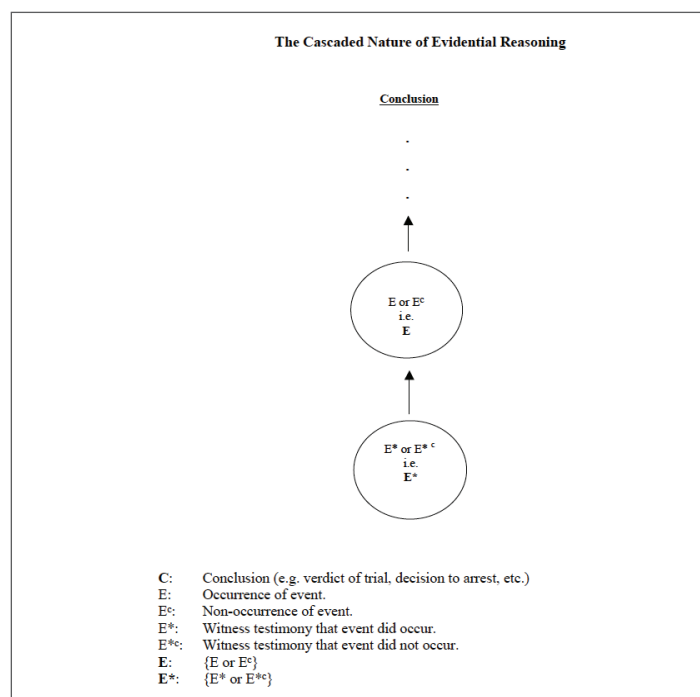 The Cascaded Nature of Evidential Reasoning
Conclusion
.
.
.
E or Eᶜ
i.e.
E
E* or E* ᶜ
i.e.
E*
C: Conclusion (e.g. verdict of trial, decision to arrest, etc.)
E: Occurrence of event.
Eᶜ: Non-occurrence of event.
E*: Witness testimony that event did occur.
E*ᶜ: Witness testimony that event did not occur.
E: {E or Eᶜ}
E*: {E* or E*ᶜ}